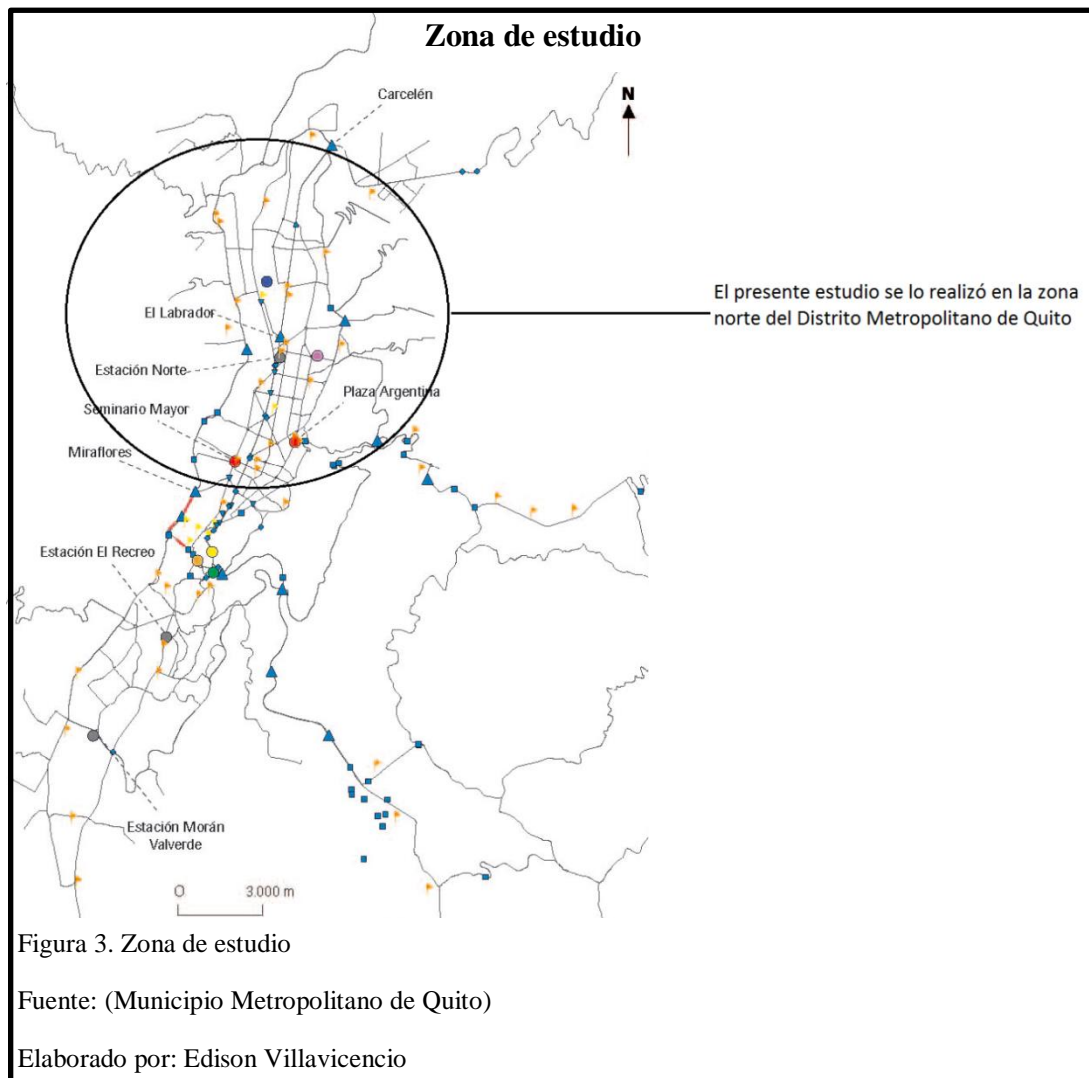 Zona de estudio
Carcelén
N
El Labrador
El presente estudio se lo realizó en la zona
norte del Distrito Metropolitano de Quito
Estación Norte
Plaza Argentina
Seminario Mayor
Miraflores
Estación El Recreo
Estación Morán
Valverde
O 3.000 m
Figura 3. Zona de estudio
Fuente: (Municipio Metropolitano de Quito)
Elaborado por: Edison Villavicencio